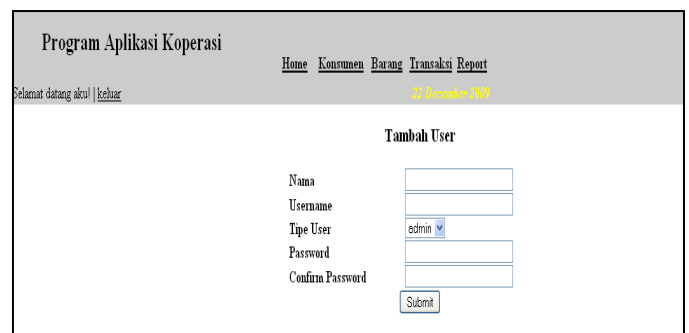 Program Aplikasi Koperasi
Home Konsumen Barang Transaksi Report
Selamat datang aku! | keluar
22 December 2009
Tambah User
Nama
Username
Tipe User admin
Password
Confirm Password
Submit